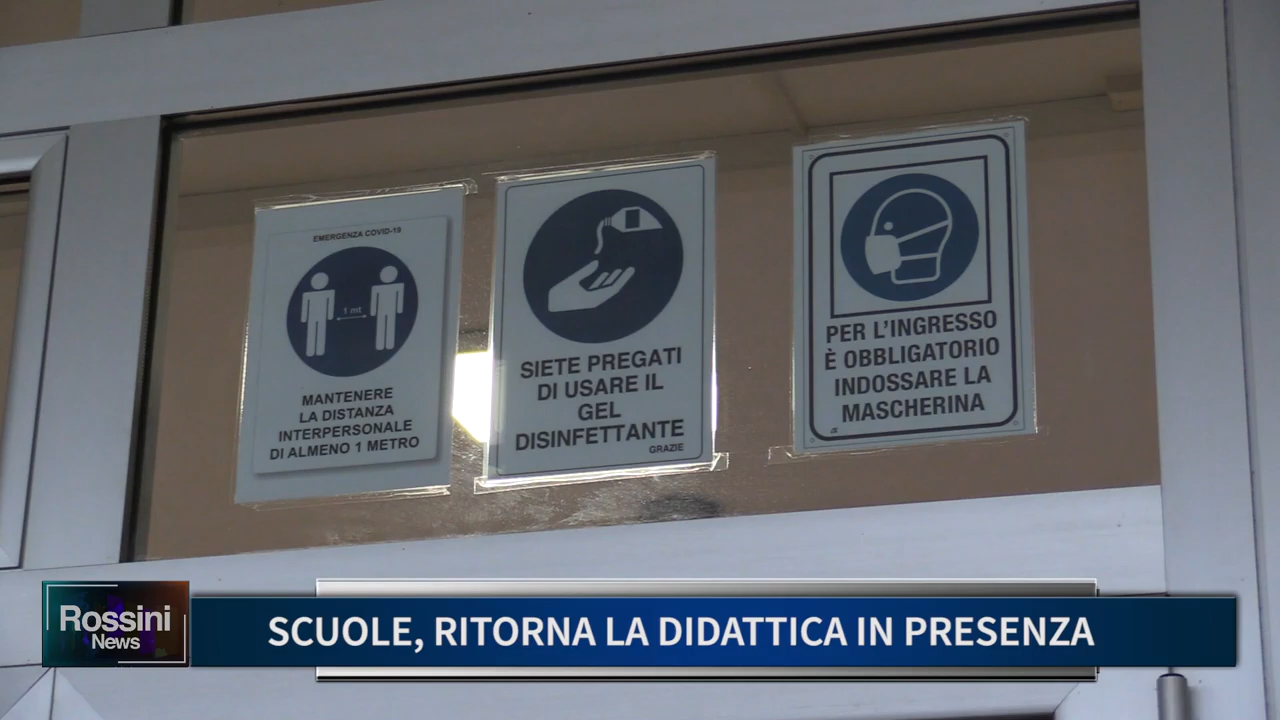 EMERGENZA COVID-19
1 mt
MANTENERE
LA DISTANZA
INTERPERSONALE
DI ALMENO 1 METRO
SIETE PREGATI
DI USARE IL
GEL
DISINFETTANTE
GRAZIE
PER L'INGRESSO
È OBBLIGATORIO
INDOSSARE LA
MASCHERINA
Rossini
News
SCUOLE, RITORNA LA DIDATTICA IN PRESENZA